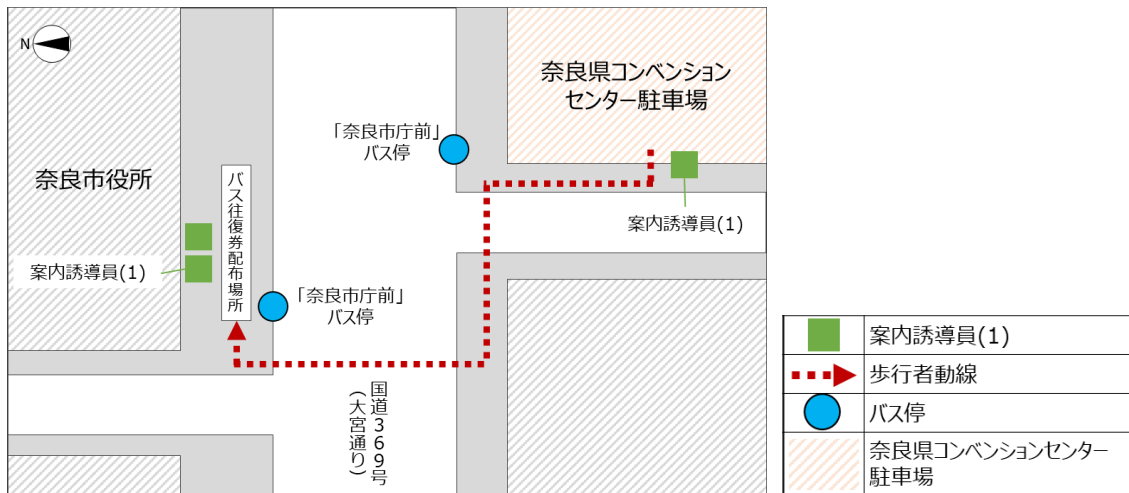 N
奈良県コンベンション
センター駐車場
「奈良市庁前」
バス停
奈良市役所
バス往復券配布場所
案内誘導員(1)
案内誘導員(1)
「奈良市庁前」
バス停
国道369号
(大宮通り)
案内誘導員(1)
歩行者動線
バス停
奈良県コンベンションセンター
駐車場